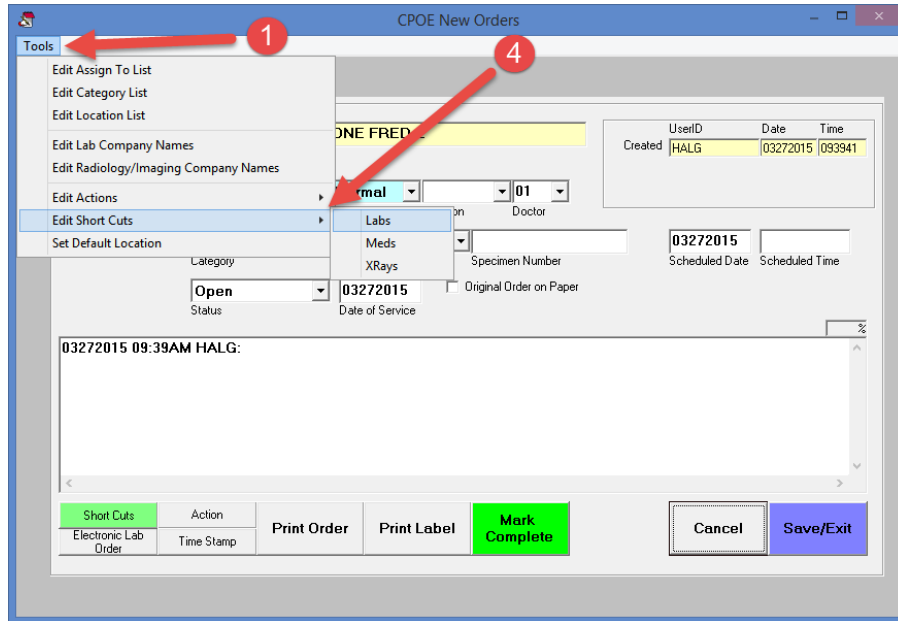 CPOE New Orders
Tools
1
4
Edit Assign To List
Edit Category List
Edit Location List
Edit Lab Company Names
Edit Radiology/Imaging Company Names
Edit Actions
Edit Short Cuts
Set Default Location
Labs
Meds
XRays
FRED
UserID Date Time
Created HALG 03272015 093941
01
Doctor
03272015
Category Specimen Number Scheduled Date Scheduled Time
Open 03272015 Original Order on Paper
Status Date of Service
%
03272015 09:39AM HALG:
Short Cuts Action Print Order Print Label Mark Complete Cancel Save/Exit
Electronic Lab Order Time Stamp